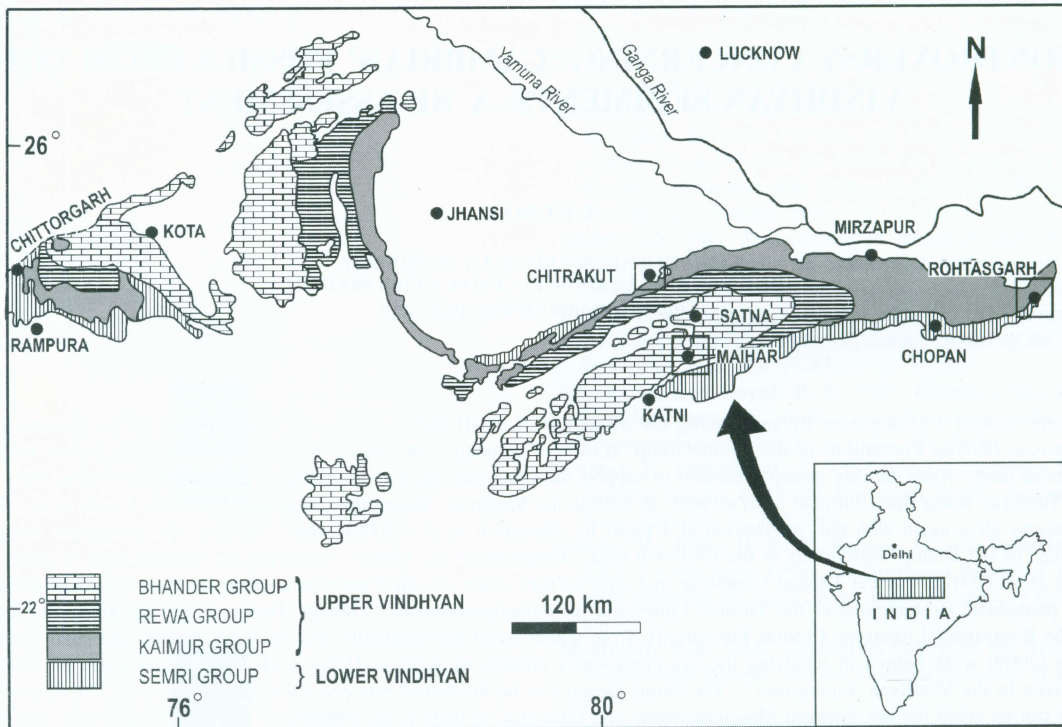 LUCKNOW
N
Yamuna River
Ganga River
26°
JHANSI
CHITTORGARH
KOTA
MIRZAPUR
CHITRAKUT
ROHTĀSGARH
SATNA
RAMPURA
MAIHAR
CHOPAN
KATNI
Delhi
INDIA
BHANDER GROUP
REWA GROUP
UPPER VINDHYAN
KAIMUR GROUP
SEMRI GROUP
LOWER VINDHYAN
120 km
22°
76°
80°